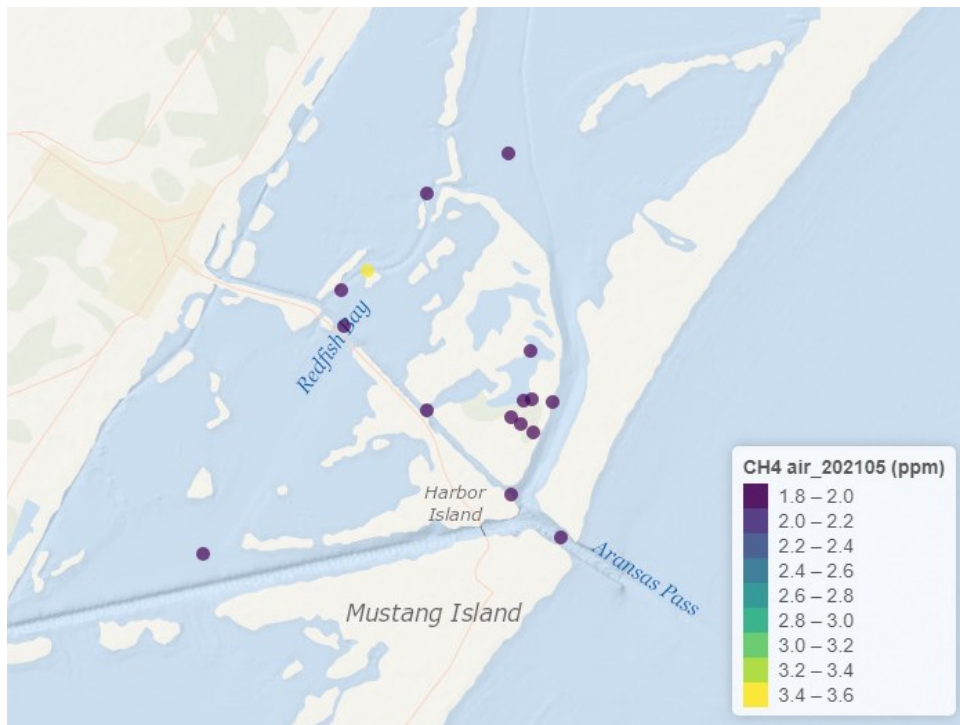 Redfish Bay
Harbor
Island
Aransas Pass
Mustang Island
CH4 air_202105 (ppm)
1.8 – 2.0
2.0 – 2.2
2.2 – 2.4
2.4 – 2.6
2.6 – 2.8
2.8 – 3.0
3.0 – 3.2
3.2 – 3.4
3.4 – 3.6